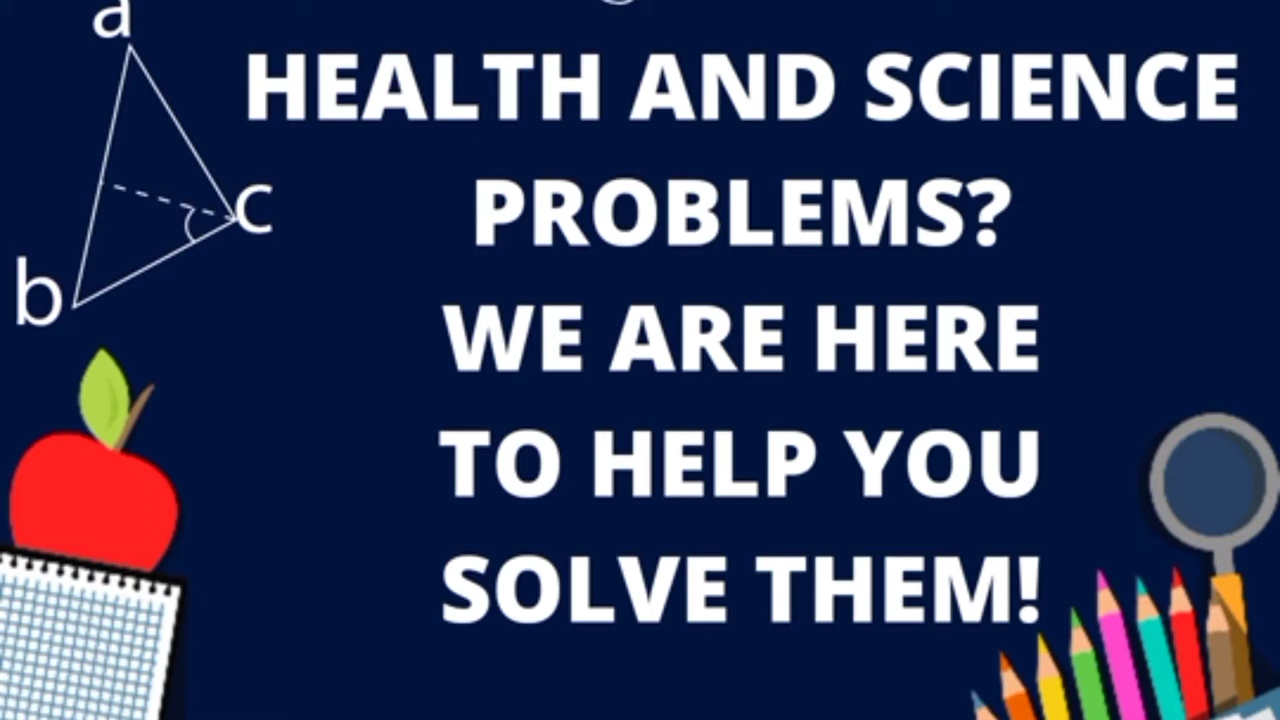 a
HEALTH AND SCIENCE
PROBLEMS?
c
b
WE ARE HERE
TO HELP YOU
SOLVE THEM!